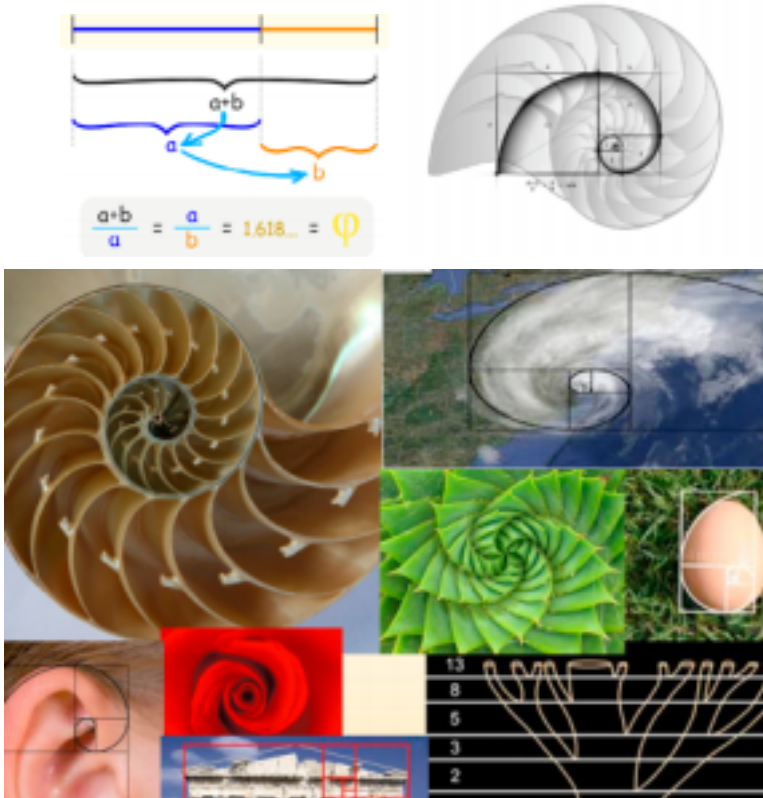 a+b
a
b
a+b / a = a / b = 1.618... = φ
13
8
5
3
2